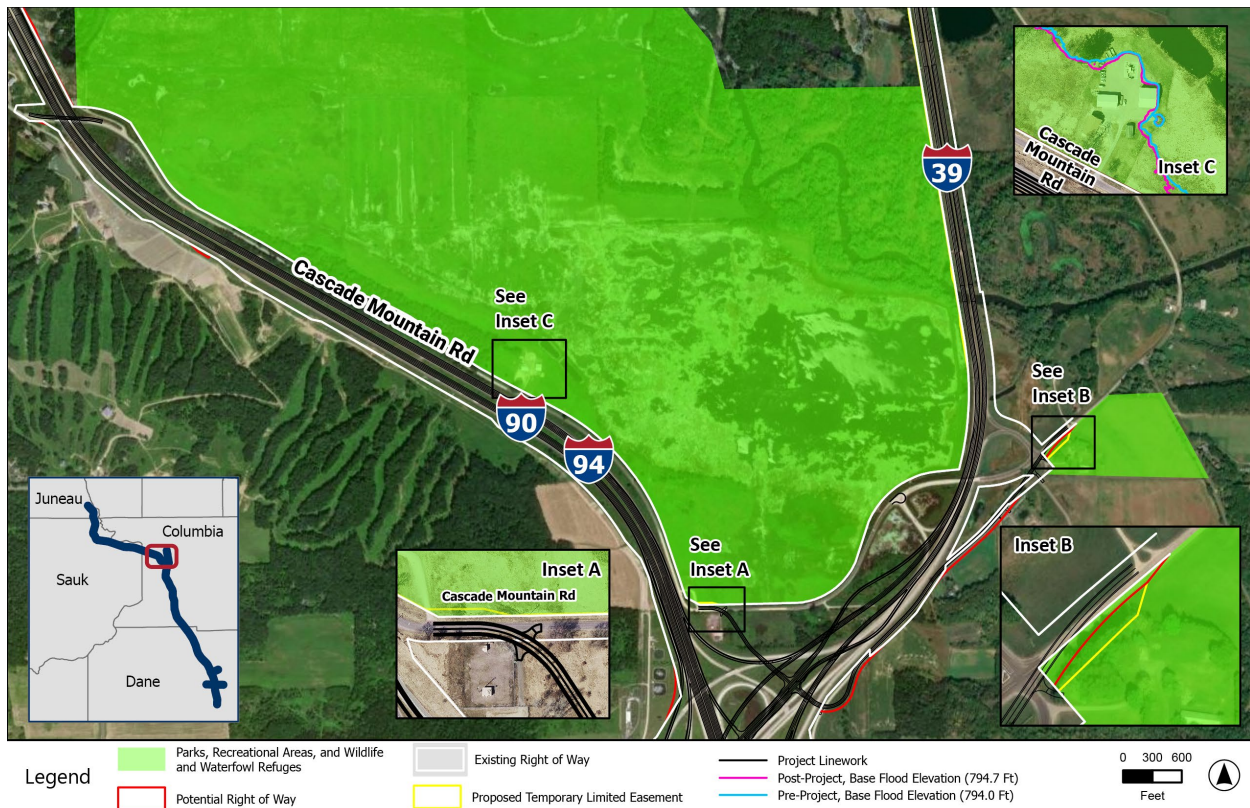 39
Cascade
Mountain
Rd
Inset C
Cascade Mountain Rd
See
Inset C
90
94
See
Inset B
Juneau
Columbia
Sauk
Dane
Inset A
Cascade Mountain Rd
See
Inset A
Inset B
Legend
Parks, Recreational Areas, and Wildlife
and Waterfowl Refuges
Potential Right of Way
Existing Right of Way
Proposed Temporary Limited Easement
Project Linework
Post-Project, Base Flood Elevation (794.7 Ft)
Pre-Project, Base Flood Elevation (794.0 Ft)
0 300 600
Feet